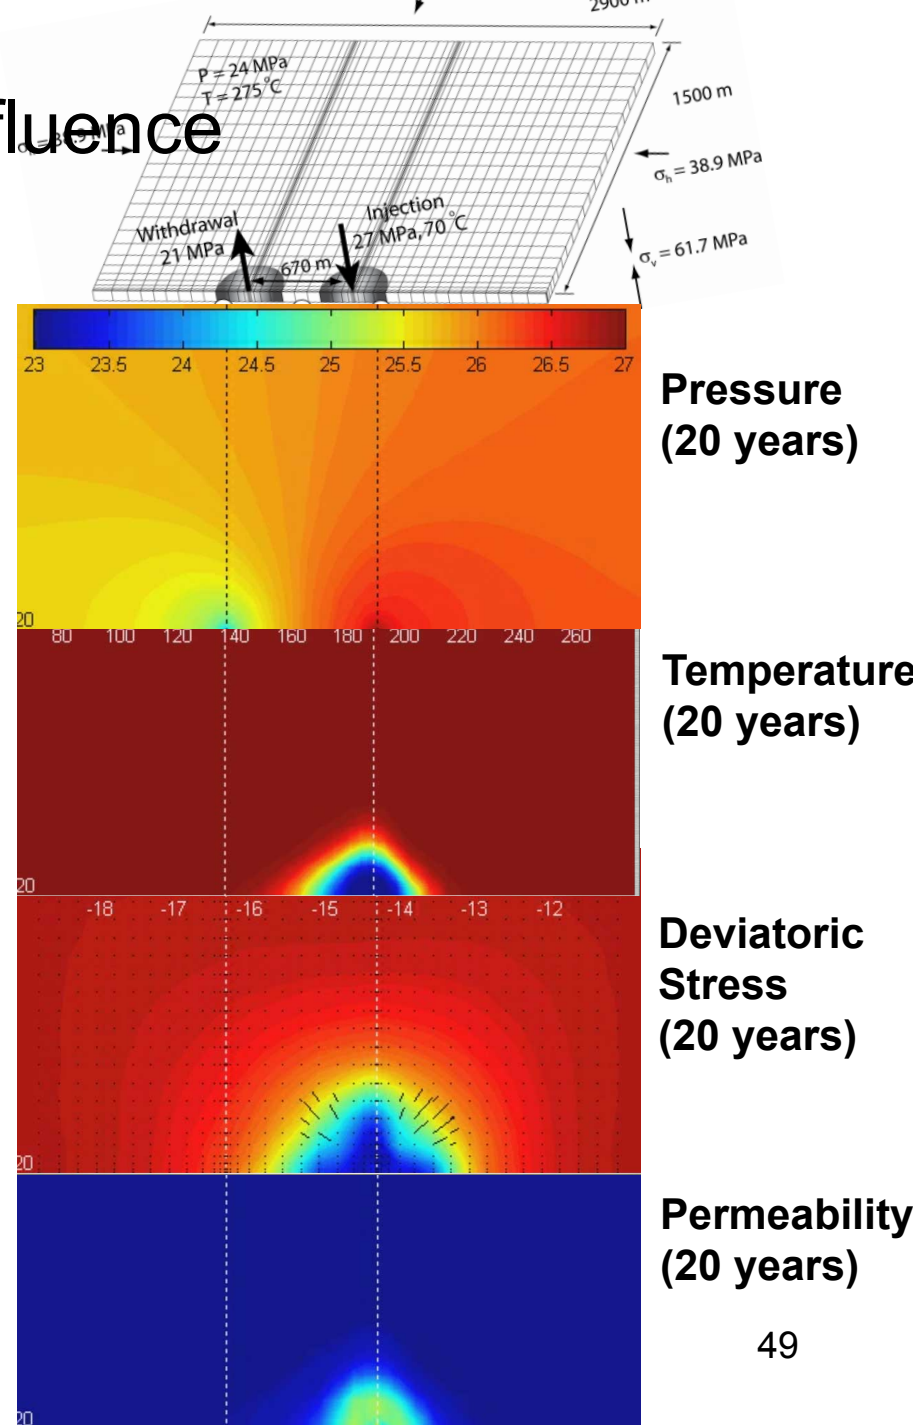 2900 m
P = 24 MPa
T = 275 °C
fluence
1500 m
σh = 38.9 MPa
Withdrawal
21 MPa
Injection
27 MPa, 70 °C
670 m
σv = 61.7 MPa
23 23.5 24 24.5 25 25.5 26 26.5 27
Pressure
(20 years)
20
80 100 120 140 160 180 200 220 240 260
Temperature
(20 years)
20
-18 -17 -16 -15 -14 -13 -12
Deviatoric
Stress
(20 years)
20
Permeability
(20 years)
20
49